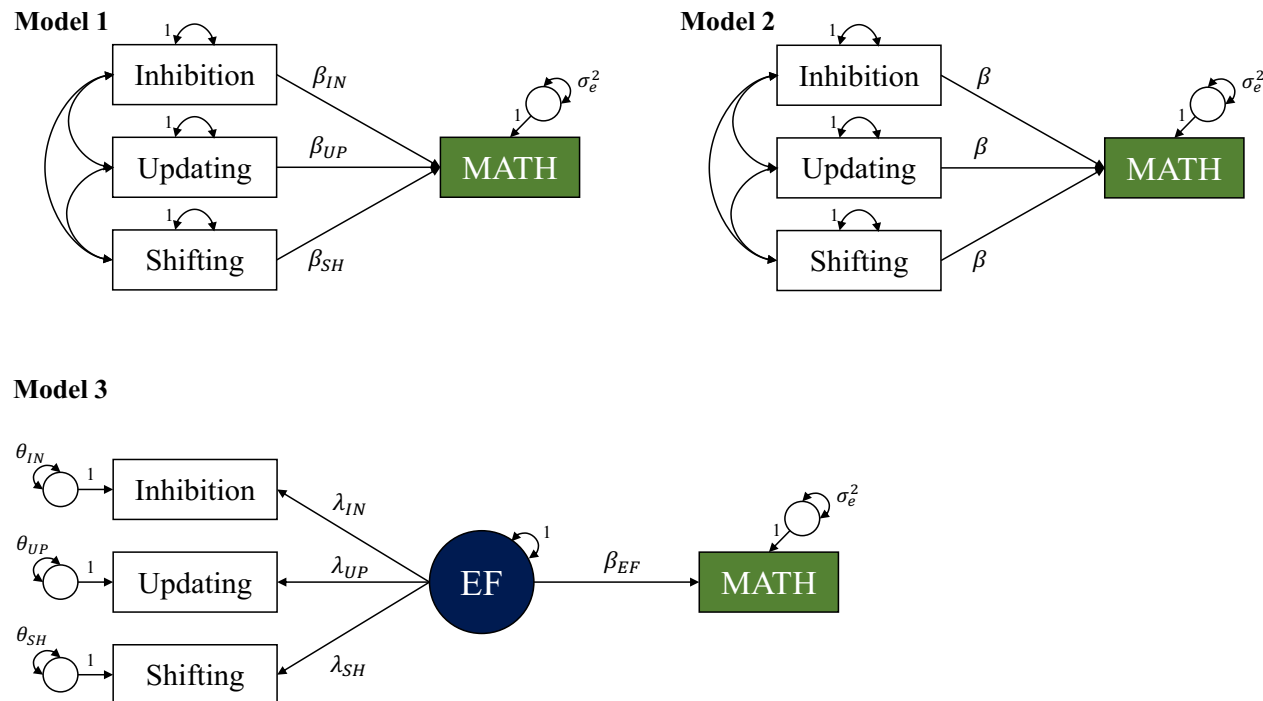 Model 1
1
Inhibition
β_IN
σ_e^2
1
1
Updating
β_UP
MATH
1
Shifting
β_SH
Model 2
1
Inhibition
β
σ_e^2
1
1
Updating
β
MATH
1
Shifting
β
Model 3
θ_IN
1
Inhibition
λ_IN
θ_UP
1
Updating
λ_UP
θ_SH
1
Shifting
λ_SH
1
EF
β_EF
σ_e^2
1
MATH